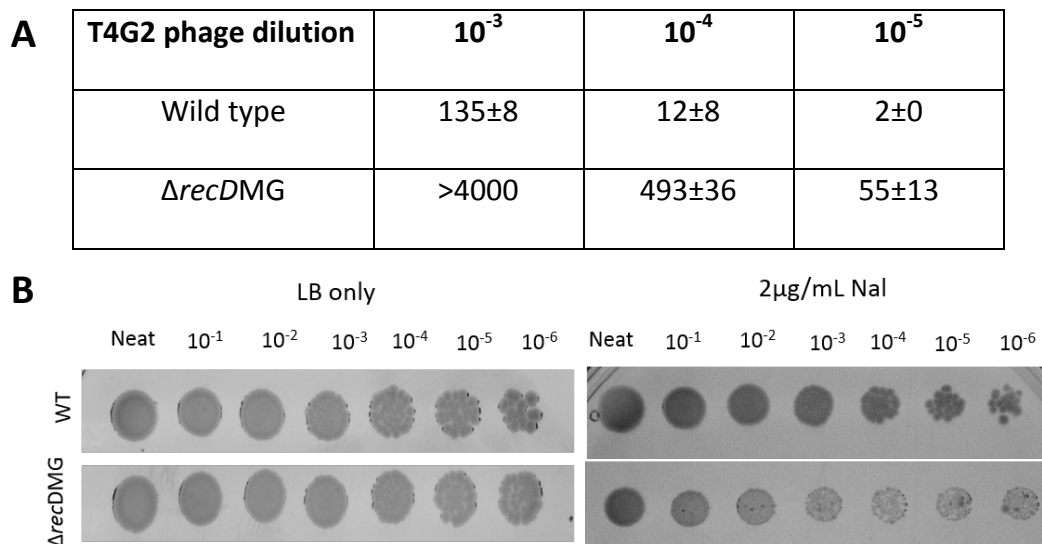 A
T4G2 phage dilution 10⁻³ 10⁻⁴ 10⁻⁵
Wild type 135±8 12±8 2±0
ΔrecDMG >4000 493±36 55±13
B
LB only 2µg/mL Nal
Neat 10⁻¹ 10⁻² 10⁻³ 10⁻⁴ 10⁻⁵ 10⁻⁶ Neat 10⁻¹ 10⁻² 10⁻³ 10⁻⁴ 10⁻⁵ 10⁻⁶
WT
ΔrecDMG